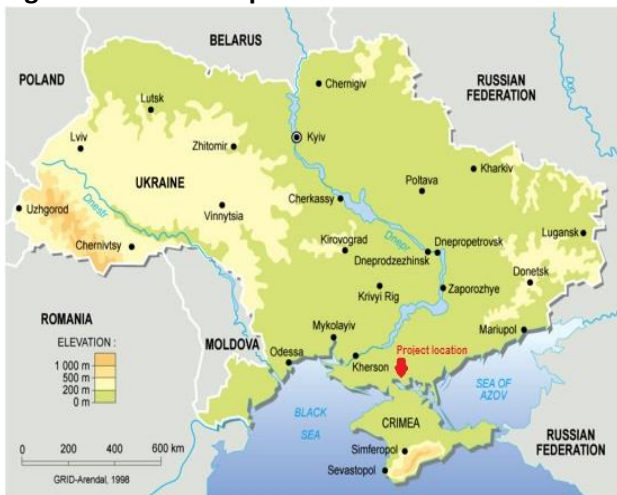 BELARUS
POLAND
Chernigiv
RUSSIAN
FEDERATION
Lutsk
Don
Kyiv
Lviv
Zhitomir
Kharkiv
UKRAINE
Poltava
Cherkassy
Uzhgorod
Dnestr
Vinnytsia
Lugansk
Dnepr
Chernivtsy
Kirovograd
Dnepropetrovsk
Dneprodzezhinsk
Donetsk
Krivyi Rig
Zaporozhye
ROMANIA
Mykolayiv
Mariupol
ELEVATION :
MOLDOVA
Project location
1 000 m
500 m
200 m
0 m
Odessa
Kherson
SEA OF
AZOV
BLACK
SEA
CRIMEA
0 200 400 600 km
Simferopol
RUSSIAN
FEDERATION
Sevastopol
GRID-Arendal, 1998